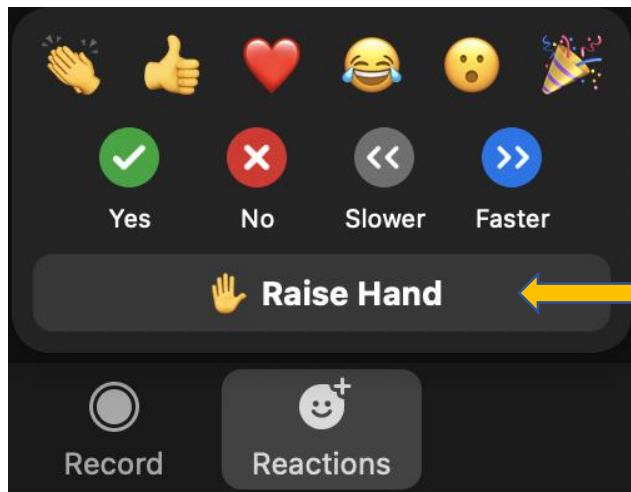 Yes No Slower Faster
Raise Hand
Record Reactions